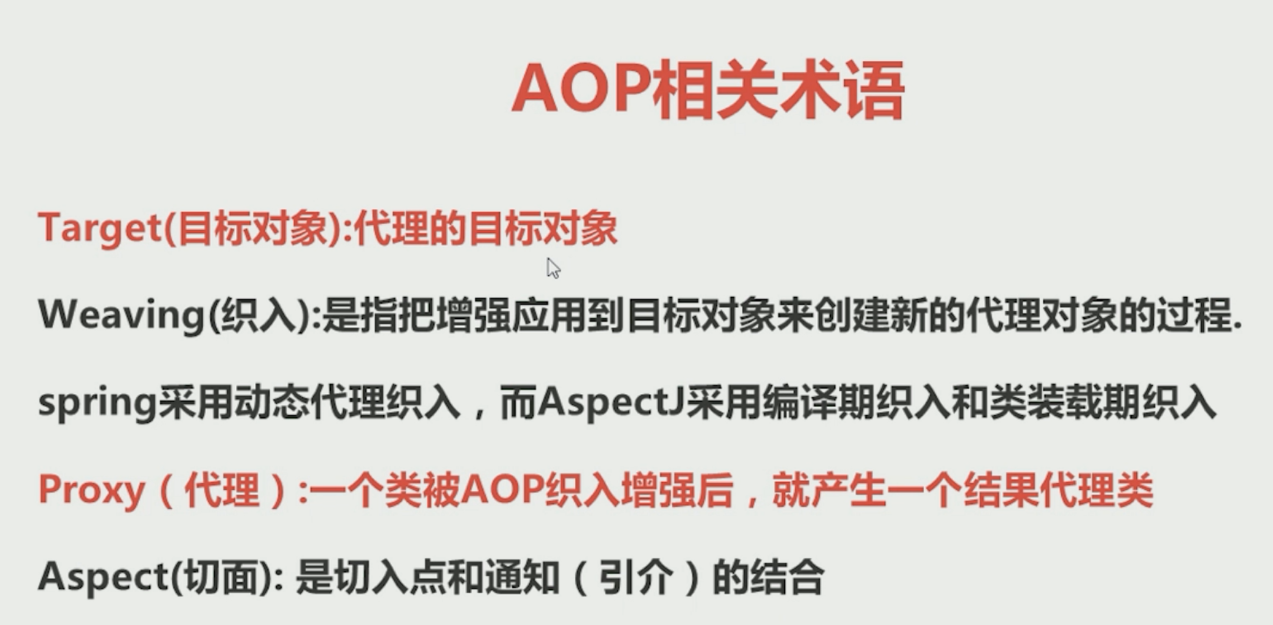 AOP相关术语
Target(目标对象):代理的目标对象
Weaving(织入):是指把增强应用到目标对象来创建新的代理对象的过程.
spring采用动态代理织入，而AspectJ采用编译期织入和类装载期织入
Proxy（代理）:一个类被AOP织入增强后，就产生一个结果代理类
Aspect(切面): 是切入点和通知（引介）的结合